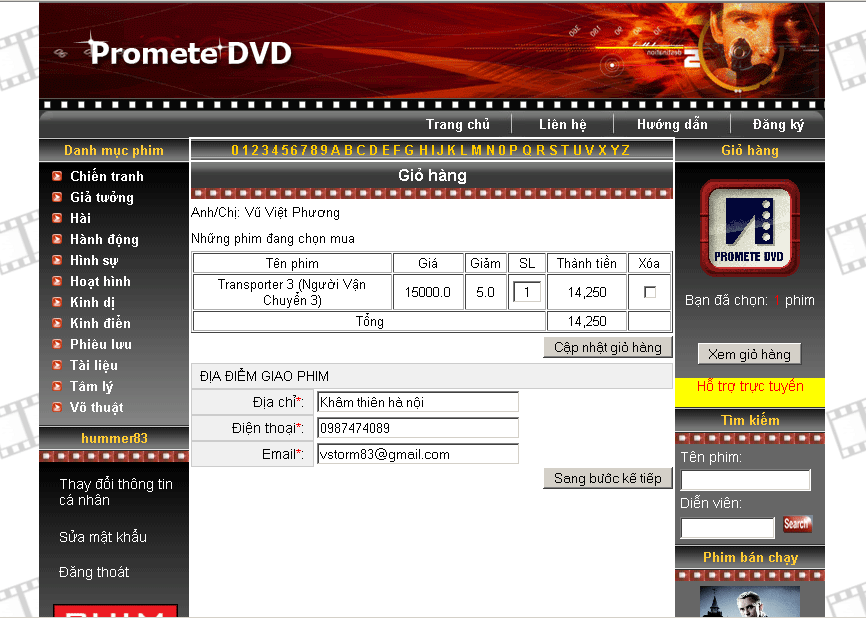 Promete DVD
Trang chủ
Liên hệ
Hướng dẫn
Đăng ký
Danh mục phim
Chiến tranh
Giả tưởng
Hài
Hành động
Hình sự
Hoạt hình
Kinh dị
Kinh điển
Phiêu lưu
Tài liệu
Tâm lý
Võ thuật
hummer83
Thay đổi thông tin
cá nhân
Sửa mật khẩu
Đăng thoát
PHIM
0 1 2 3 4 5 6 7 8 9 A B C D E F G H I J K L M N O P Q R S T U V X Y Z
Giỏ hàng
Anh/Chị: Vũ Việt Phương
Những phim đang chọn mua
Tên phim Giá Giảm SL Thành tiền Xóa
Transporter 3 (Người Vận
Chuyển 3) 15000.0 5.0 1 14,250
Tổng 14,250
Cập nhật giỏ hàng
ĐỊA ĐIỂM GIAO PHIM
Địa chỉ*: Khâm thiên hà nội
Điện thoại*: 0987474089
Email*: vstorm83@gmail.com
Sang bước kế tiếp
Giỏ hàng
PROMETE DVD
Bạn đã chọn: phim
Xem giỏ hàng
Hỗ trợ trực tuyến
Tìm kiếm
Tên phim:
Diễn viên:
Search
Phim bán chạy